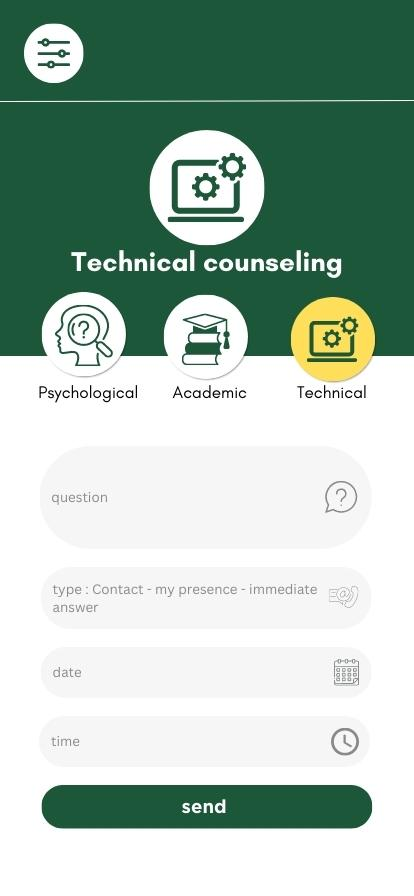 Technical counseling
Psychological
Academic
Technical
question
type : Contact - my presence - immediate
answer
date
time
send